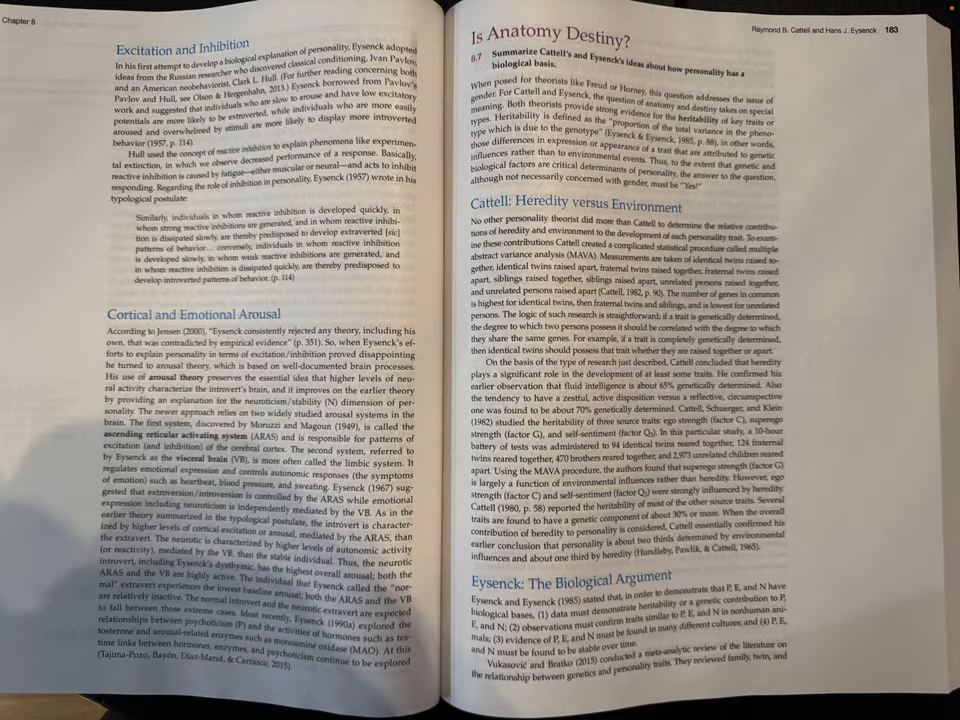 Chapter 8
Excitation and Inhibition
In his first attempt to develop a biological explanation of personality, Eysenck adopted
ideas from the Russian researcher who discovered classical conditioning, Ivan Pavlov,
and an American neobehaviorist, Clark L. Hull. (For further reading concerning both
Pavlov and Hull, see Olson & Hergenhahn, 2013.) Eysenck borrowed from Pavlov's
work and suggested that individuals who are slow to arouse and have low excitatory
potentials are more likely to be extroverted, while individuals who are more easily
aroused and overwhelmed by stimuli are more likely to display more introverted
behavior (1957, p. 114).
Hull used the concept of reactive inhibition to explain phenomena like experimen-
tal extinction, in which we observe decreased performance of a response. Basically,
reactive inhibition is caused by fatigue—either muscular or neural—and acts to inhibit
responding. Regarding the role of inhibition in personality, Eysenck (1957) wrote in his
typological postulate:
Similarly, individuals in whom reactive inhibition is developed quickly, in
whom strong reactive inhibitions are generated, and in whom reactive inhibi-
tion is dissipated slowly, are thereby predisposed to develop extraverted [sic]
patterns of behavior... conversely, individuals in whom reactive inhibition
is developed slowly, in whom weak reactive inhibitions are generated, and
in whom reactive inhibition is dissipated quickly, are thereby predisposed to
develop introverted patterns of behavior. (p. 114)
Cortical and Emotional Arousal
According to Jensen (2000), "Eysenck consistently rejected any theory, including his
own, that was contradicted by empirical evidence" (p. 351). So, when Eysenck's ef-
forts to explain personality in terms of excitation/inhibition proved disappointing
he turned to arousal theory, which is based on well-documented brain processes.
His use of arousal theory preserves the essential idea that higher levels of neu-
ral activity characterize the introvert's brain, and it improves on the earlier theory
by providing an explanation for the neuroticism/stability (N) dimension of per-
sonality. The newer approach relies on two widely studied arousal systems in the
brain. The first system, discovered by Moruzzi and Magoun (1949), is called the
ascending reticular activating system (ARAS) and is responsible for patterns of
excitation (and inhibition) of the cerebral cortex. The second system, referred to
by Eysenck as the visceral brain (VB), is more often called the limbic system. It
regulates emotional expression and controls autonomic responses (the symptoms
of emotion) such as heartbeat, blood pressure, and sweating. Eysenck (1967) sug-
gested that extroversion/introversion is controlled by the ARAS while emotional
expression including neuroticism is independently mediated by the VB. As in the
earlier theory summarized in the typological postulate, the introvert is character-
ized by higher levels of cortical excitation or arousal, mediated by the ARAS, than
the extravert. The neurotic is characterized by higher levels of autonomic activity
(or reactivity), mediated by the VB, than the stable individual. Thus, the neurotic
introvert, including Eysenck's dysthymic, has the highest overall arousal; both the
ARAS and the VB are highly active. The individual that Eysenck called the "nor-
mal" extravert experiences the lowest baseline arousal; both the ARAS and the VB
are relatively inactive. The normal introvert and the neurotic extravert are expected
to fall between those extreme cases. Most recently, Eysenck (1990a) explored the
relationships between psychoticism (P) and the activities of hormones such as tes-
tosterone and arousal-related enzymes such as monoamine oxidase (MAO). At this
time links between hormones, enzymes, and psychoticism continue to be explored
(Tajima-Pozo, Bayón, Díaz-Marsá, & Carrasco, 2015).
Raymond B. Cattell and Hans J. Eysenck 183
Is Anatomy Destiny?
8.7 Summarize Cattell's and Eysenck's ideas about how personality has a
biological basis.
When posed for theorists like Freud or Horney, this question addresses the issue of
gender. For Cattell and Eysenck, the question of anatomy and destiny takes on special
meaning. Both theorists provide strong evidence for the heritability of key traits or
types. Heritability is defined as the "proportion of the total variance in the pheno-
type which is due to the genotype" (Eysenck & Eysenck, 1985, p. 88), in other words,
those differences in expression or appearance of a trait that are attributed to genetic
influences rather than to environmental events. Thus, to the extent that genetic and
biological factors are critical determinants of personality, the answer to the question,
although not necessarily concerned with gender, must be "Yes!"
Cattell: Heredity versus Environment
No other personality theorist did more than Cattell to determine the relative contribu-
tions of heredity and environment to the development of each personality trait. To exam-
ine these contributions Cattell created a complicated statistical procedure called multiple
abstract variance analysis (MAVA). Measurements are taken of identical twins raised to-
gether, identical twins raised apart, fraternal twins raised together, fraternal twins raised
apart, siblings raised together, siblings raised apart, unrelated persons raised together,
and unrelated persons raised apart (Cattell, 1982, p. 90). The number of genes in common
is highest for identical twins, then fraternal twins and siblings, and is lowest for unrelated
persons. The logic of such research is straightforward; if a trait is genetically determined,
the degree to which two persons possess it should be correlated with the degree to which
they share the same genes. For example, if a trait is completely genetically determined,
then identical twins should possess that trait whether they are raised together or apart.
On the basis of the type of research just described, Cattell concluded that heredity
plays a significant role in the development of at least some traits. He confirmed his
earlier observation that fluid intelligence is about 65% genetically determined. Also
the tendency to have a zestful, active disposition versus a reflective, circumspective
one was found to be about 70% genetically determined. Cattell, Schuerger, and Klein
(1982) studied the heritability of three source traits: ego strength (factor C), superego
strength (factor G), and self-sentiment (factor Q₃). In this particular study, a 10-hour
battery of tests was administered to 94 identical twins reared together, 124 fraternal
twins reared together, 470 brothers reared together, and 2,973 unrelated children reared
apart. Using the MAVA procedure, the authors found that superego strength (factor G)
is largely a function of environmental influences rather than heredity. However, ego
strength (factor C) and self-sentiment (factor Q₃) were strongly influenced by heredity.
Cattell (1980, p. 58) reported the heritability of most of the other source traits. Several
traits are found to have a genetic component of about 30% or more. When the overall
contribution of heredity to personality is considered, Cattell essentially confirmed his
earlier conclusion that personality is about two thirds determined by environmental
influences and about one third by heredity (Hundleby, Pawlik, & Cattell, 1965).
Eysenck: The Biological Argument
Eysenck and Eysenck (1985) stated that, in order to demonstrate that P, E, and N have
biological bases, (1) data must demonstrate heritability or a genetic contribution to P,
E, and N; (2) observations must confirm traits similar to P, E, and N in nonhuman ani-
mals; (3) evidence of P, E, and N must be found in many different cultures; and (4) P, E,
and N must be found to be stable over time.
Vukasović and Bratko (2015) conducted a meta-analytic review of the literature on
the relationship between genetics and personality traits. They reviewed family, twin, and